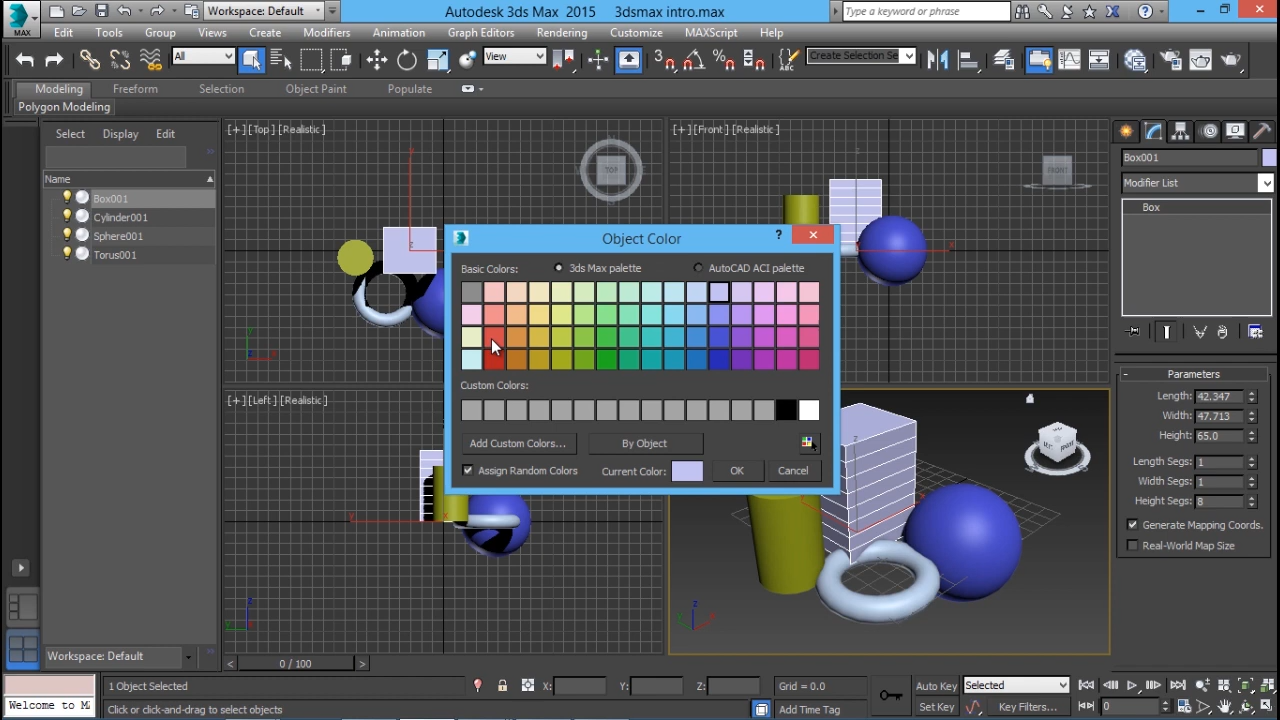 Workspace: Default
Autodesk 3ds Max 2015 3dsmax intro.max
Type a keyword or phrase
MAX
Edit Tools Group Views Create Modifiers Animation Graph Editors Rendering Customize MAXScript Help
All
View
3
Create Selection Se
Modeling Freeform Selection Object Paint Populate
Polygon Modeling
Select Display Edit
Name
Box001
Cylinder001
Sphere001
Torus001
Workspace: Default
[+] [Top] [Realistic]
TOP
[+] [Front] [Realistic]
FRONT
[+] [Left] [Realistic]
Object Color
?
Basic Colors: 3ds Max palette AutoCAD ACI palette
Custom Colors:
Add Custom Colors... By Object
Assign Random Colors Current Color: OK Cancel
Box001
Modifier List
Box
- Parameters
Length: 42.347
Width: 47.713
Height: 65.0
Length Segs: 1
Width Segs: 1
Height Segs: 8
Generate Mapping Coords.
Real-World Map Size
< 0 / 100 >
Welcome to M
1 Object Selected
Click or click-and-drag to select objects
X: Y: Z: Grid = 0.0
Add Time Tag
Auto Key Selected
Set Key Key Filters... 0